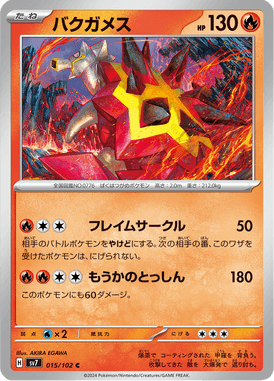 たね バクガメス HP 130
全国図鑑NO.0776 ばくはつがめポケモン 高さ:2.0m 重さ:212.0kg
フレイムサークル 50
相手のバトルポケモンをやけどにする。次の相手の番、このワザを
受けたポケモンは、にげられない。
もうかのとっしん 180
このポケモンにも60ダメージ。
弱点 ×2 抵抗力 にげる
illus. AKIRA EGAWA
H sv7 015/102 C
©2024 Pokémon/Nintendo/Creatures/GAME FREAK.